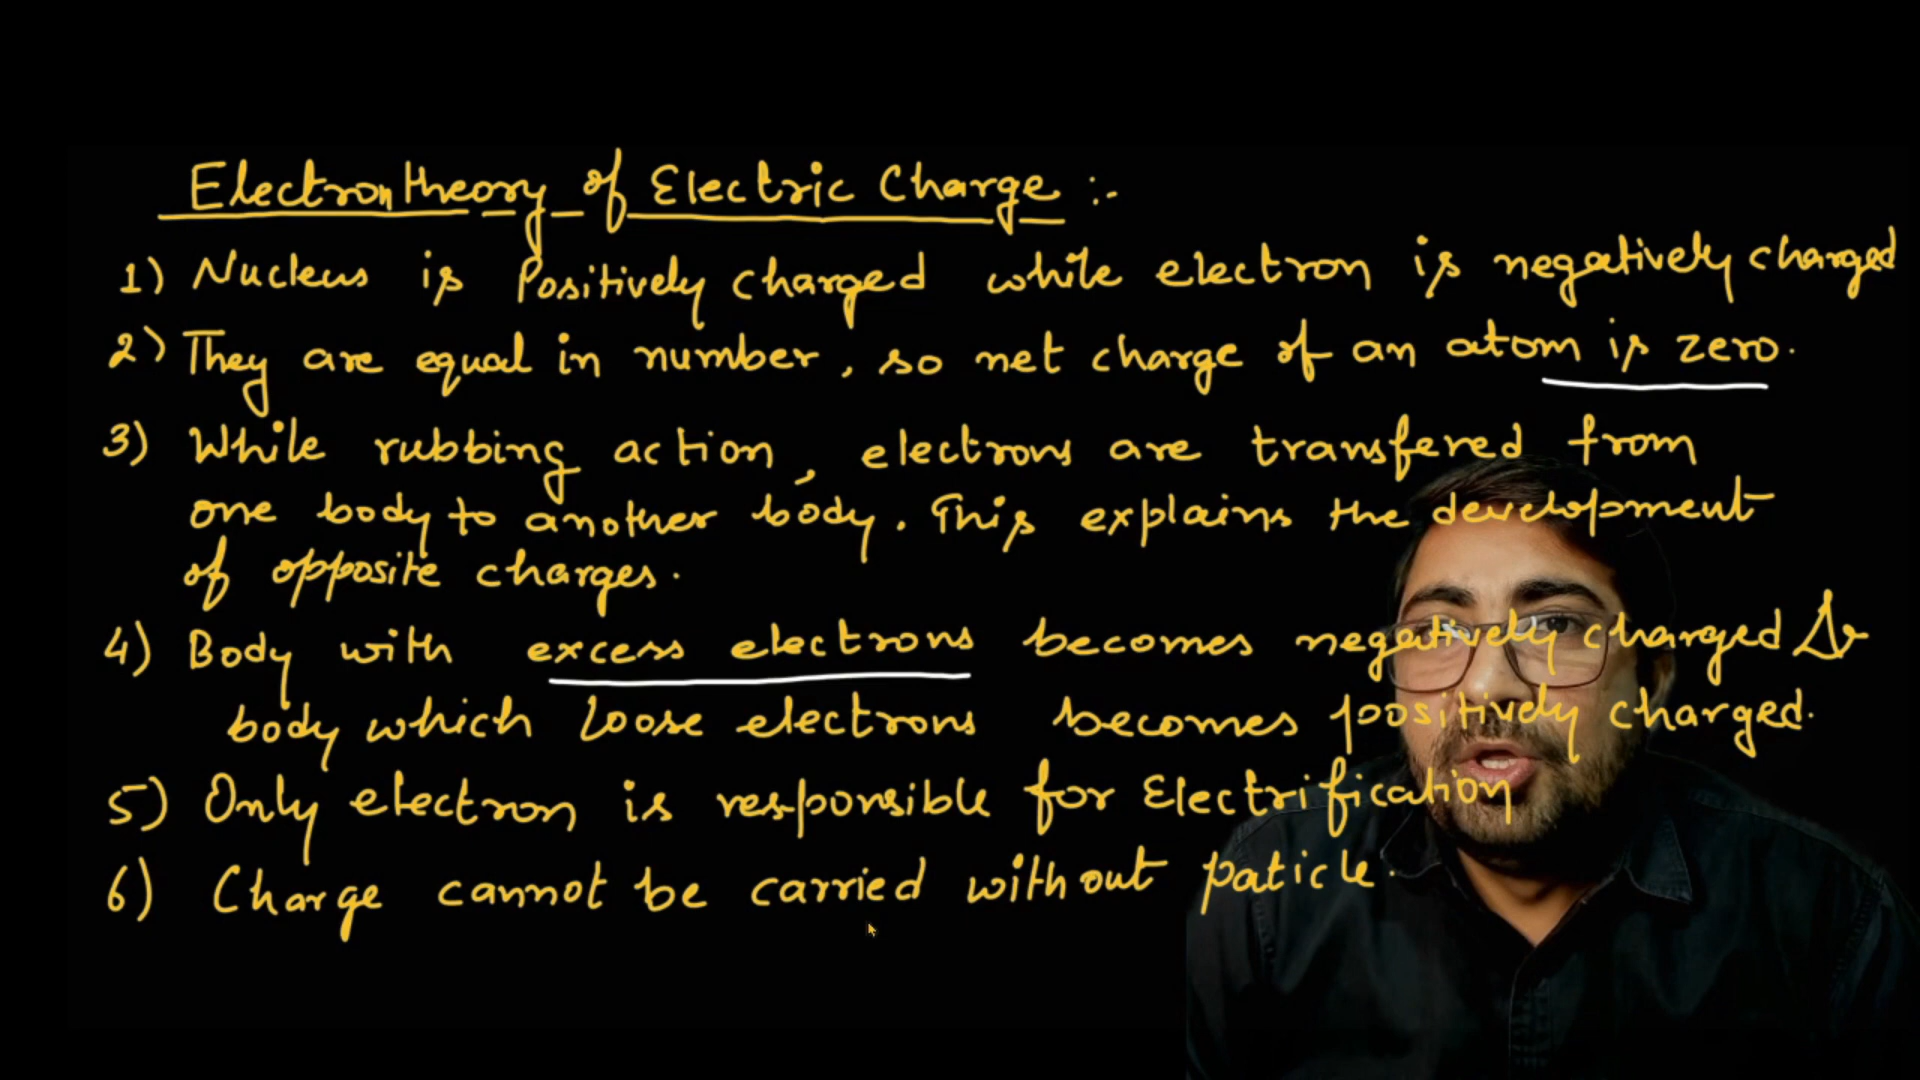 Electron theory of Electric Charge :-
1) Nucleus is Positively charged while electron is negatively charged
2) They are equal in number, so net charge of an atom is zero.
3) While rubbing action, electrons are transfered from
one body to another body. This explains the development
of opposite charges.
4) Body with excess electrons becomes negatively charged &
body which loose electrons becomes positively charged.
5) Only electron is responsible for Electrification
6) Charge cannot be carried without paticle.